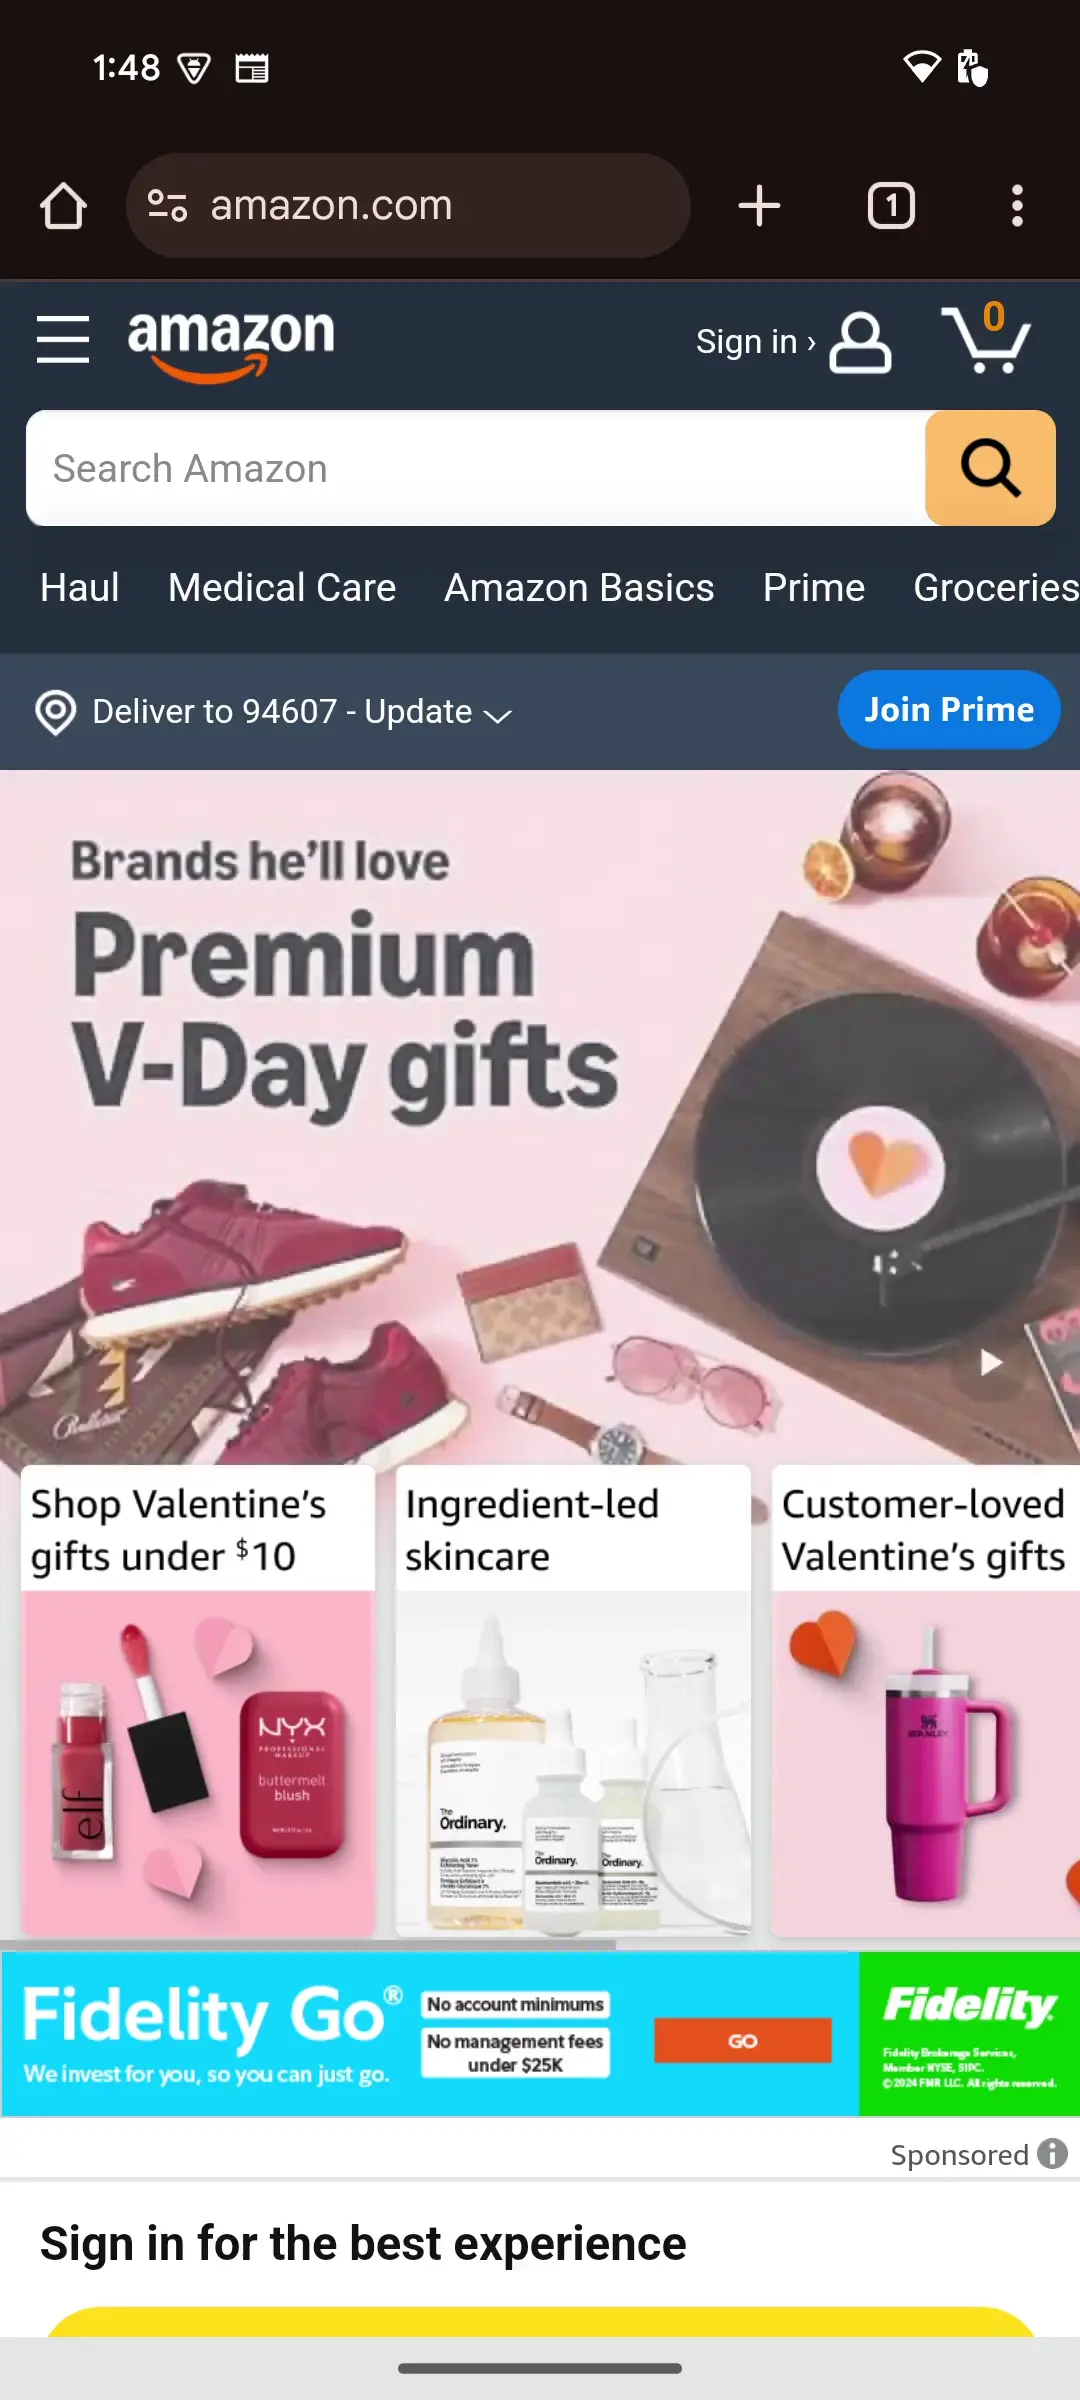 1:48
amazon.com
1
amazon
Sign in ›
0
Search Amazon
Haul Medical Care Amazon Basics Prime Groceries
Deliver to 94607 - Update
Join Prime
Brands he'll love
Premium
V-Day gifts
Shop Valentine's
gifts under $10
Ingredient-led
skincare
Customer-loved
Valentine's gifts
elf
NYX
PROFESSIONAL
MAKEUP
buttermelt
blush
The
Ordinary.
Ordinary.
The
Ordinary.
STANLEY
Fidelity Go®
We invest for you, so you can just go.
No account minimums
No management fees
under $25K
GO
Fidelity
Fidelity Brokerage Services,
Member NYSE, SIPC.
©2024 FMR LLC. All rights reserved.
Sponsored
Sign in for the best experience